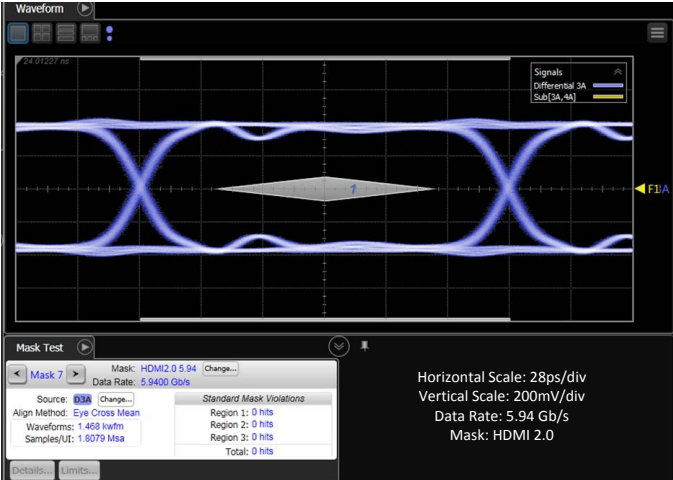 Waveform
24.01227 ns
Signals
Differential 3A
Sub[3A,4A]
1
F1 3A
Mask Test
Mask 7
Mask: HDMI2.0 5.94 Change...
Data Rate: 5.9400 Gb/s
Source: D3A Change...
Align Method: Eye Cross Mean
Waveforms: 1.468 kwfm
Samples/UI: 1.8079 Msa
Standard Mask Violations
Region 1: 0 hits
Region 2: 0 hits
Region 3: 0 hits
Total: 0 hits
Details... Limits...
Horizontal Scale: 28ps/div
Vertical Scale: 200mV/div
Data Rate: 5.94 Gb/s
Mask: HDMI 2.0